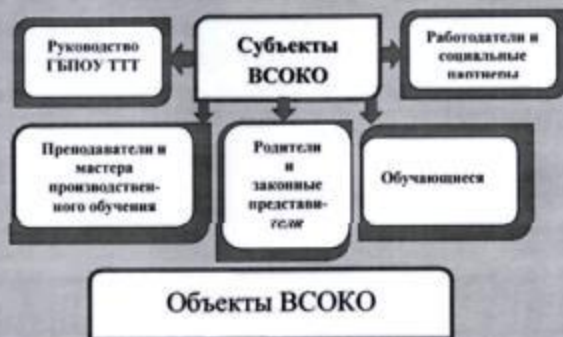 Руководство
ГБПОУ ТТТ
Субъекты
ВСОКО
Работодатели и
социальные
партнеры
Преподаватели и
мастера
производствен-
ного обучения
Родители
и
законные
представи-
тели
Обучающиеся
Объекты ВСОКО